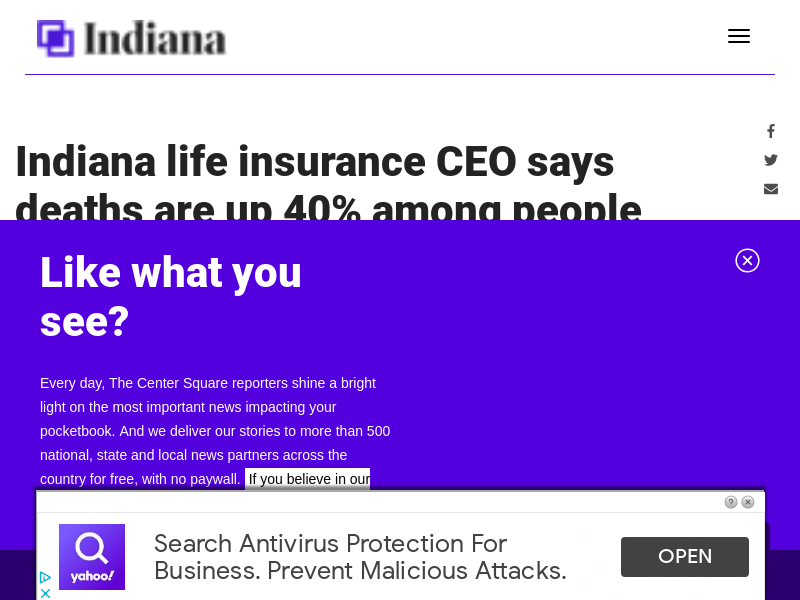 Indiana
Indiana life insurance CEO says
deaths are up 40% among people
Like what you
see?
Every day, The Center Square reporters shine a bright
light on the most important news impacting your
pocketbook. And we deliver our stories to more than 500
national, state and local news partners across the
country for free, with no paywall. If you believe in our
Search Antivirus Protection For
Business. Prevent Malicious Attacks.
OPEN
yahoo!